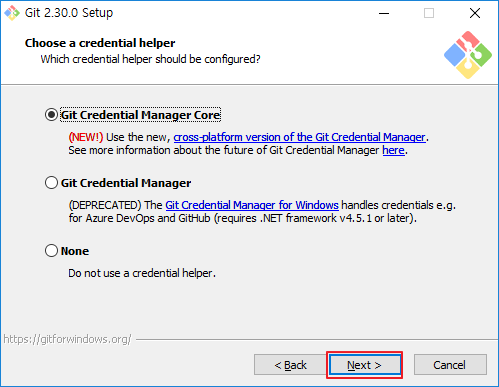 Git 2.30.0 Setup
Choose a credential helper
Which credential helper should be configured?
Git Credential Manager Core
(NEW!) Use the new, cross-platform version of the Git Credential Manager.
See more information about the future of Git Credential Manager here.
Git Credential Manager
(DEPRECATED) The Git Credential Manager for Windows handles credentials e.g.
for Azure DevOps and GitHub (requires .NET framework v4.5.1 or later).
None
Do not use a credential helper.
https://gitforwindows.org/
< Back Next > Cancel